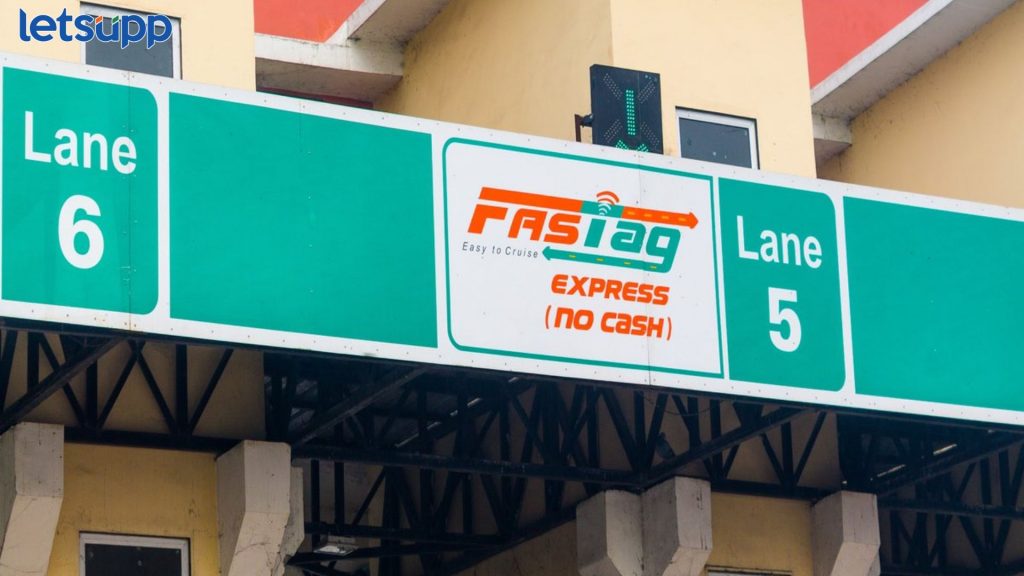 letsupp
Lane
6
FASTag
Easy to Cruise
EXPRESS
(NO CASH)
Lane
5